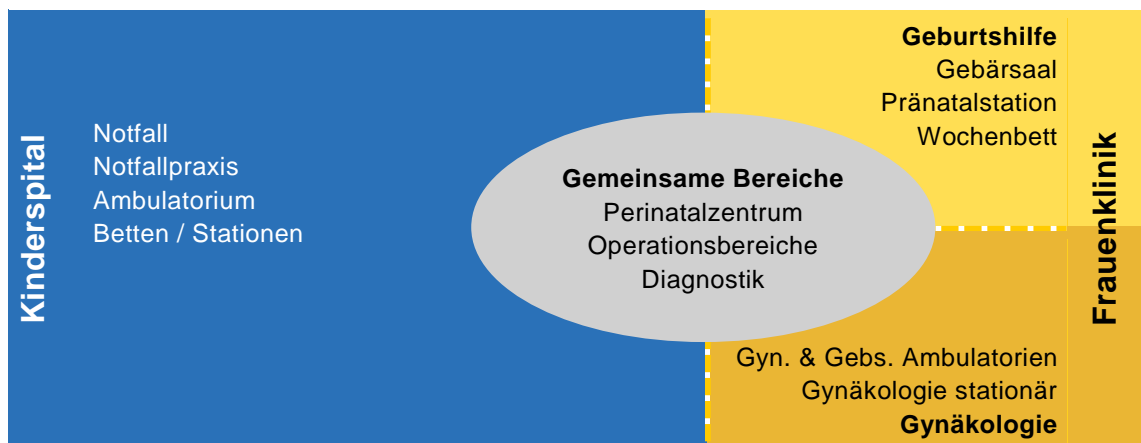 Kinderspital
Notfall
Notfallpraxis
Ambulatorium
Betten / Stationen
Gemeinsame Bereiche
Perinatalzentrum
Operationsbereiche
Diagnostik
Geburtshilfe
Gebärsaal
Pränatalstation
Wochenbett
Gyn. & Gebs. Ambulatorien
Gynäkologie stationär
Gynäkologie
Frauenklinik